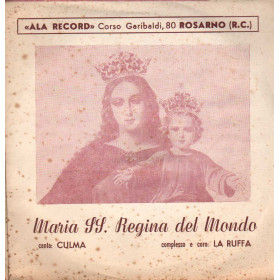 «ALA RECORD» Corso Garibaldi, 80 ROSARNO (R.C.)
Maria SS. Regina del Mondo
canta: CULMA complesso e coro: LA RUFFA